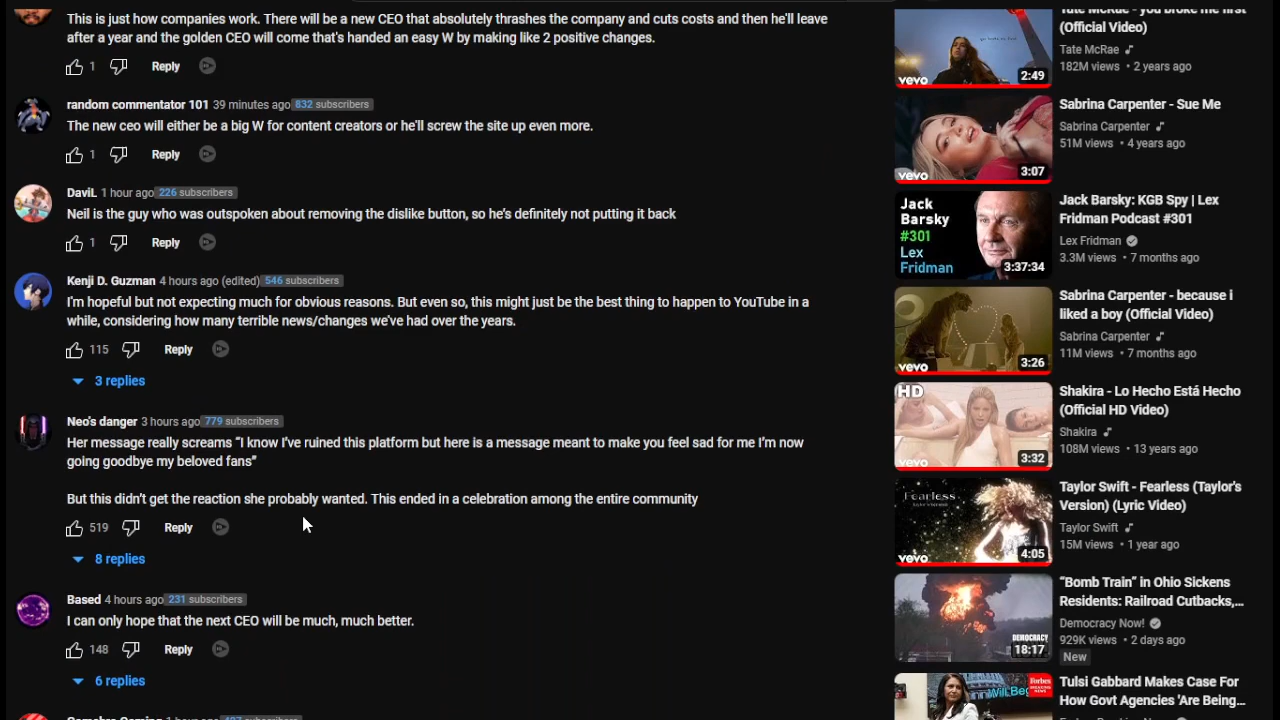 This is just how companies work. There will be a new CEO that absolutely thrashes the company and cuts costs and then he'll leave
after a year and the golden CEO will come that's handed an easy W by making like 2 positive changes.
1 Reply
random commentator 101 39 minutes ago 832 subscribers
The new ceo will either be a big W for content creators or he'll screw the site up even more.
1 Reply
DaviL 1 hour ago 226 subscribers
Neil is the guy who was outspoken about removing the dislike button, so he's definitely not putting it back
1 Reply
Kenji D. Guzman 4 hours ago (edited) 546 subscribers
I'm hopeful but not expecting much for obvious reasons. But even so, this might just be the best thing to happen to YouTube in a
while, considering how many terrible news/changes we've had over the years.
115 Reply
3 replies
Neo's danger 3 hours ago 779 subscribers
Her message really screams “I know I've ruined this platform but here is a message meant to make you feel sad for me I'm now
going goodbye my beloved fans”
But this didn't get the reaction she probably wanted. This ended in a celebration among the entire community
519 Reply
8 replies
Based 4 hours ago 231 subscribers
I can only hope that the next CEO will be much, much better.
148 Reply
6 replies
Tate McRae - you broke me first
(Official Video)
Tate McRae
182M views • 2 years ago
vevo
2:49
Sabrina Carpenter - Sue Me
Sabrina Carpenter
51M views • 4 years ago
vevo
3:07
Jack
Barsky
#301
Lex
Fridman
3:37:34
Jack Barsky: KGB Spy | Lex
Fridman Podcast #301
Lex Fridman
3.3M views • 7 months ago
Sabrina Carpenter - because i
liked a boy (Official Video)
Sabrina Carpenter
11M views • 7 months ago
vevo
3:26
HD
vevo
3:32
Shakira - Lo Hecho Está Hecho
(Official HD Video)
Shakira
108M views • 13 years ago
Fearless
vevo
4:05
Taylor Swift - Fearless (Taylor's
Version) (Lyric Video)
Taylor Swift
15M views • 1 year ago
DEMOCRACY
18:17
“Bomb Train” in Ohio Sickens
Residents: Railroad Cutbacks,...
Democracy Now!
929K views • 2 days ago
New
Forbes
BREAKING
NEWS
Tulsi Gabbard Makes Case For
How Govt Agencies 'Are Being...